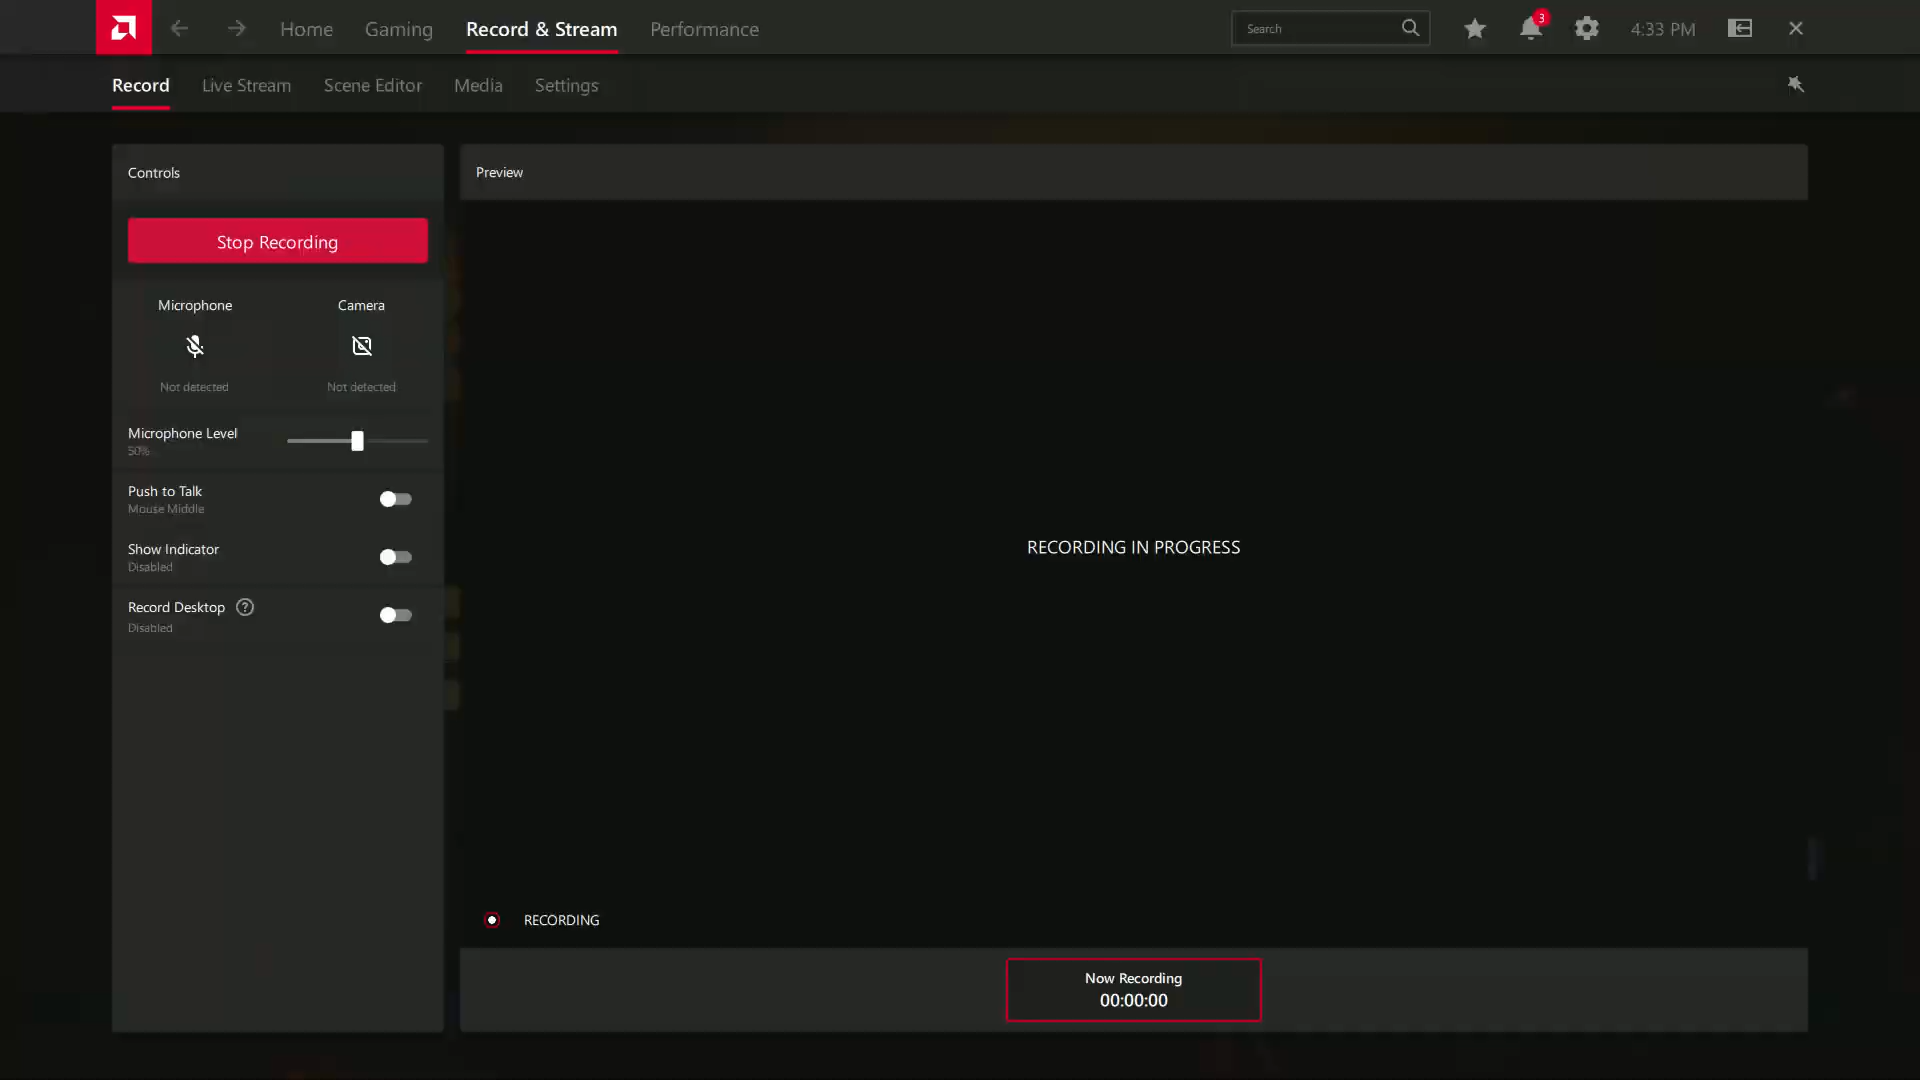 Home Gaming Record & Stream Performance Search 3 4:33 PM
Record Live Stream Scene Editor Media Settings
Controls
Stop Recording
Microphone Camera
Not detected Not detected
Microphone Level
50%
Push to Talk
Mouse Middle
Show Indicator
Disabled
Record Desktop ?
Disabled
Preview
RECORDING IN PROGRESS
RECORDING
Now Recording
00:00:00